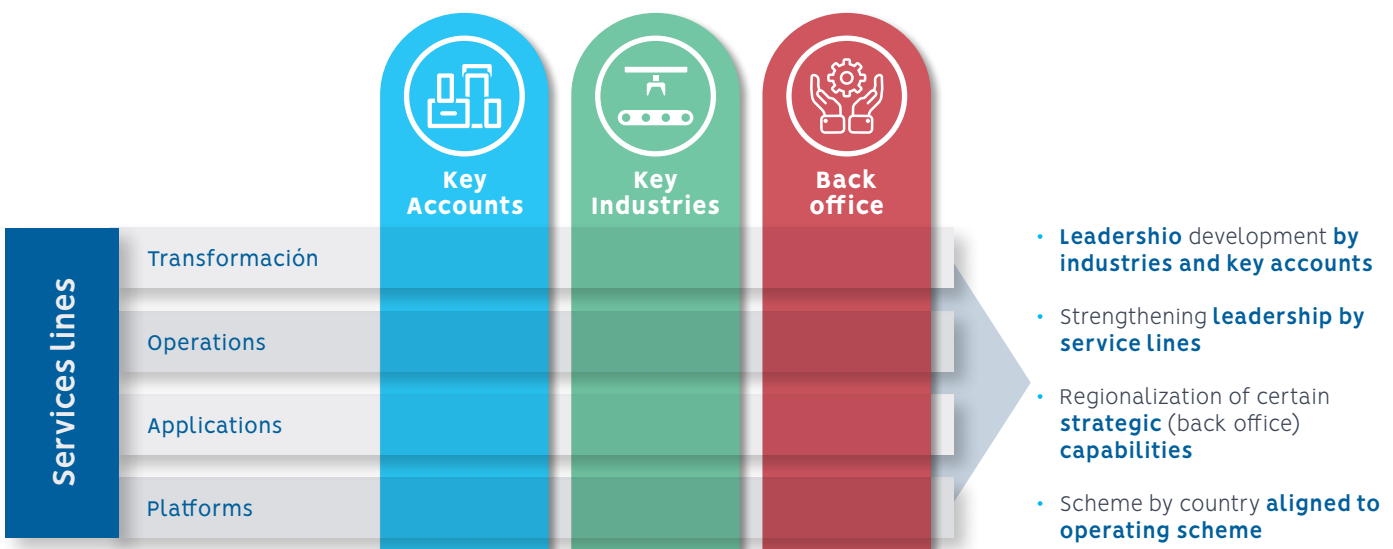 Key
Accounts
Key
Industries
Back
office
Services lines
Transformación
Operations
Applications
Platforms
• Leadershio development by
industries and key accounts
• Strengthening leadership by
service lines
• Regionalization of certain
strategic (back office)
capabilities
• Scheme by country aligned to
operating scheme